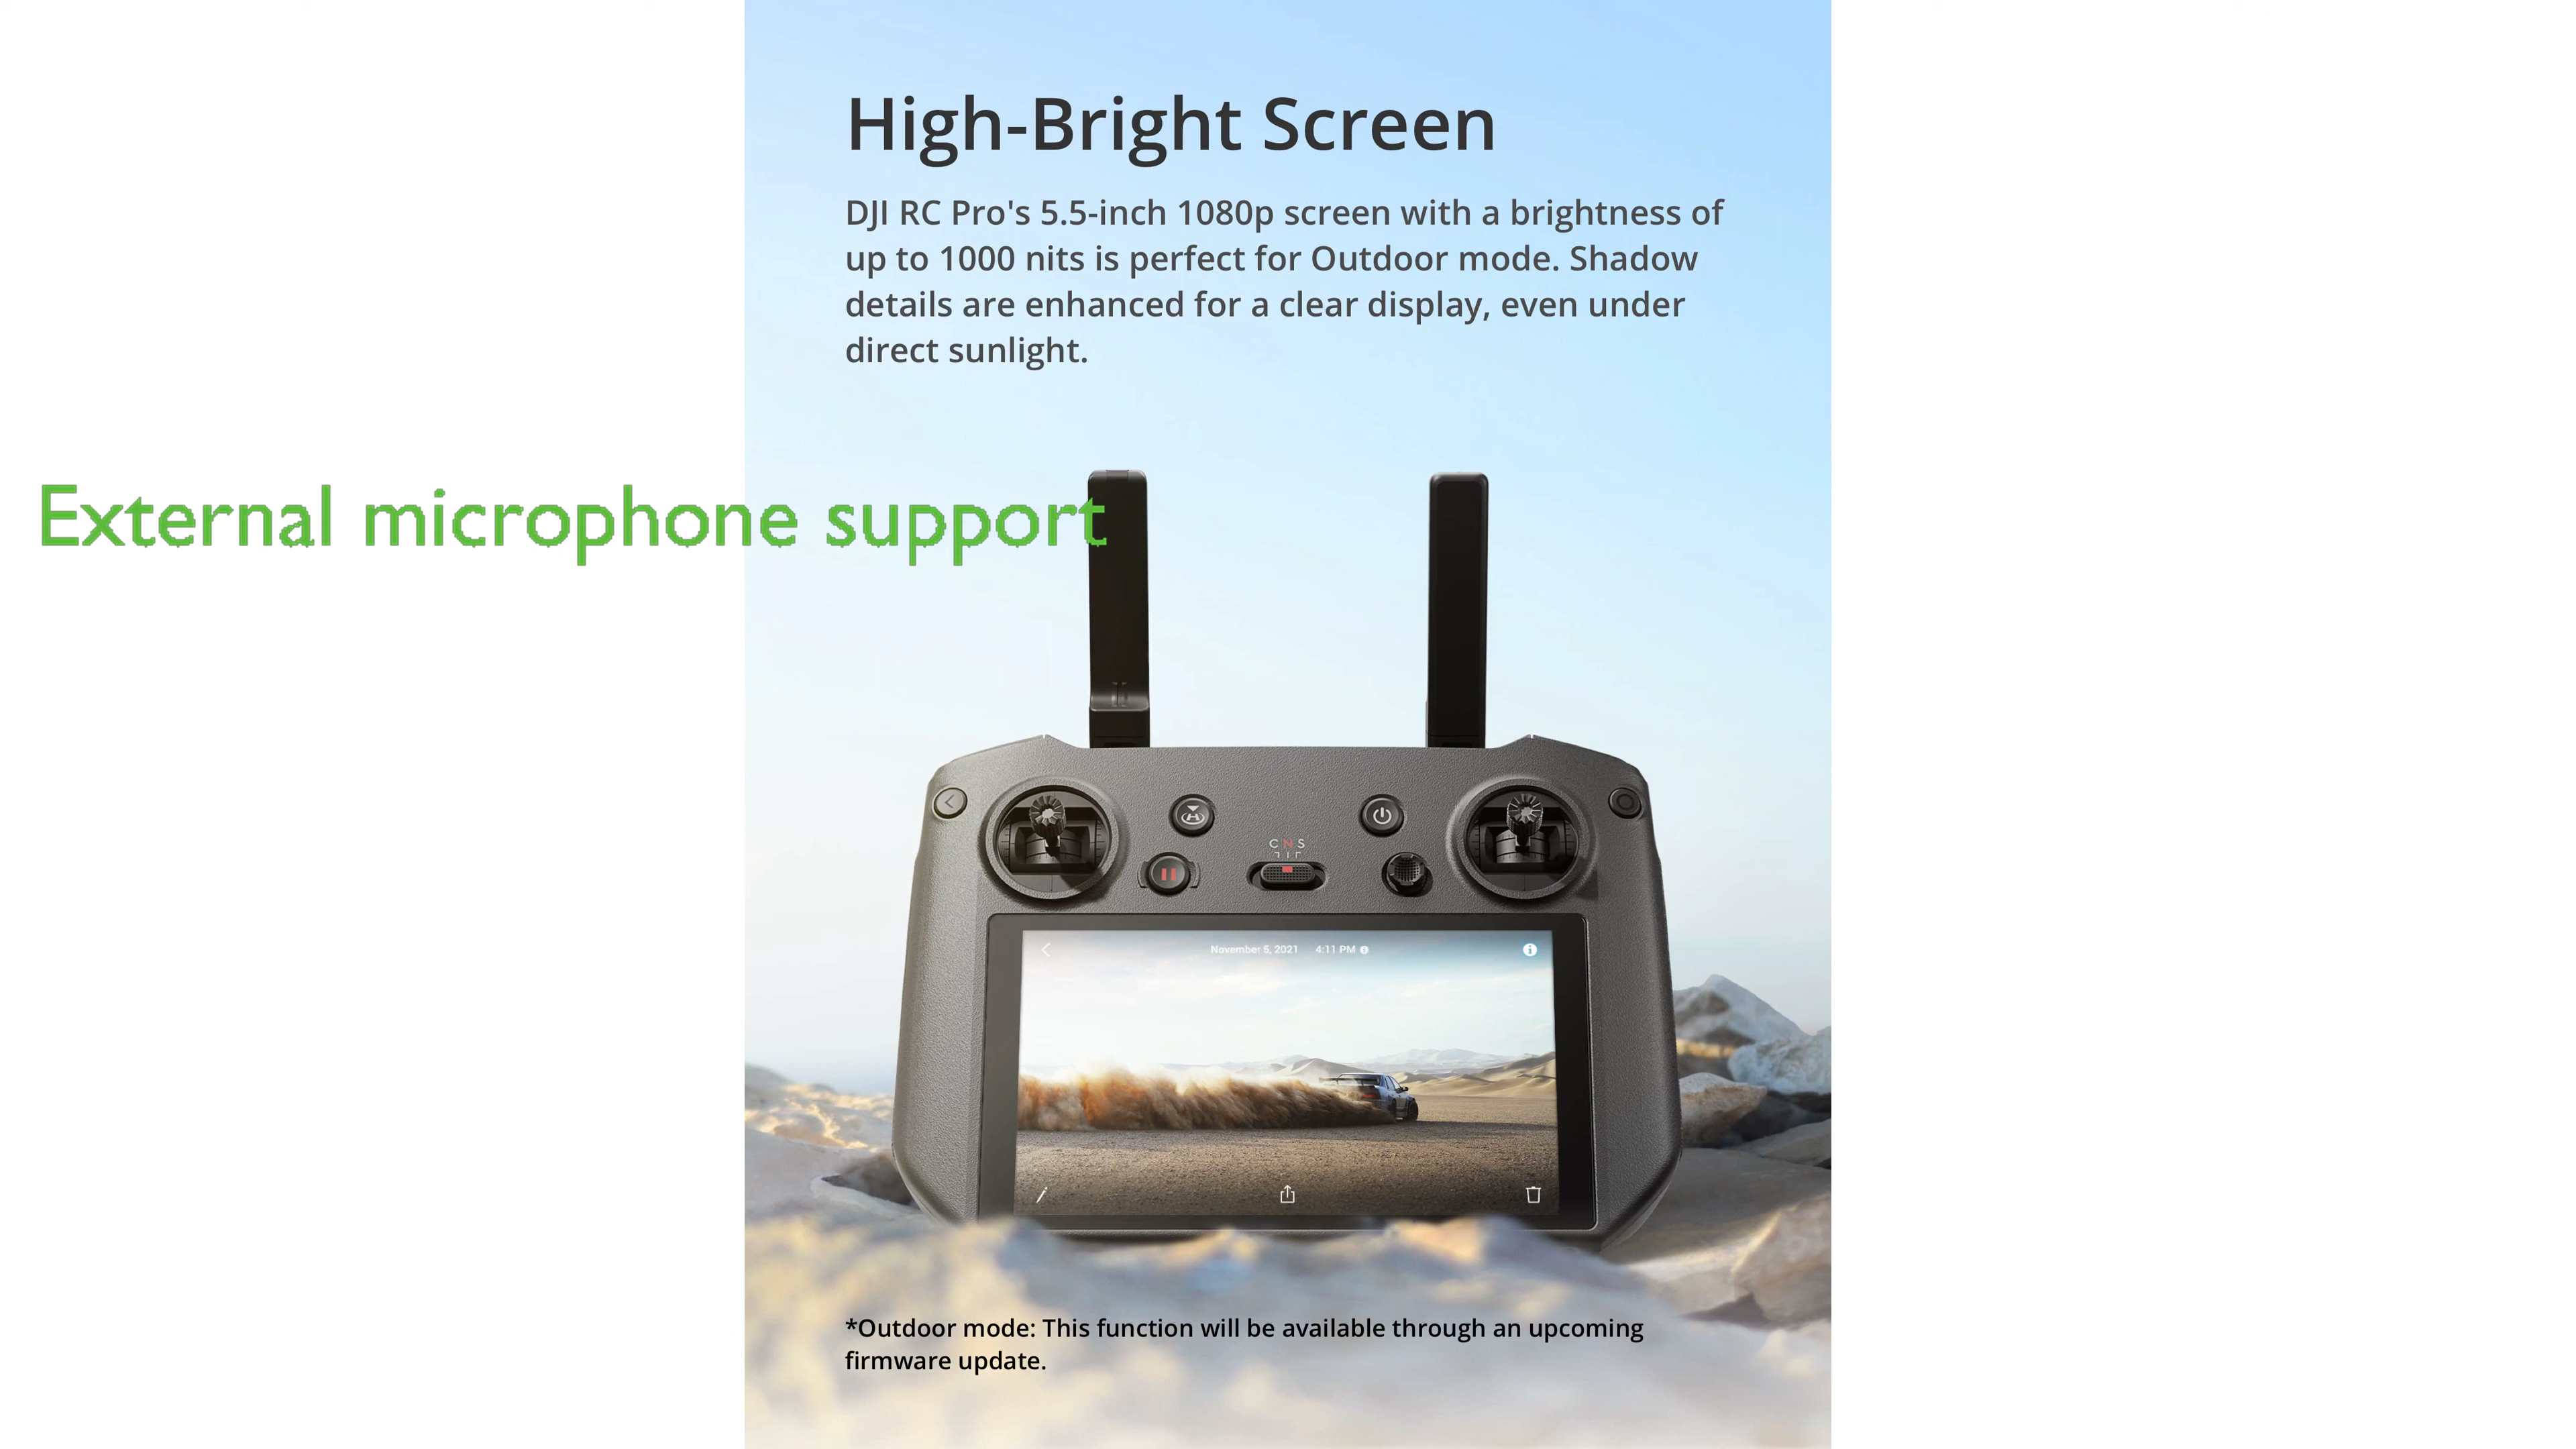 High-Bright Screen
DJI RC Pro's 5.5-inch 1080p screen with a brightness of
up to 1000 nits is perfect for Outdoor mode. Shadow
details are enhanced for a clear display, even under
direct sunlight.
External microphone support
C N S
November 5, 2021 4:11 PM
*Outdoor mode: This function will be available through an upcoming
firmware update.